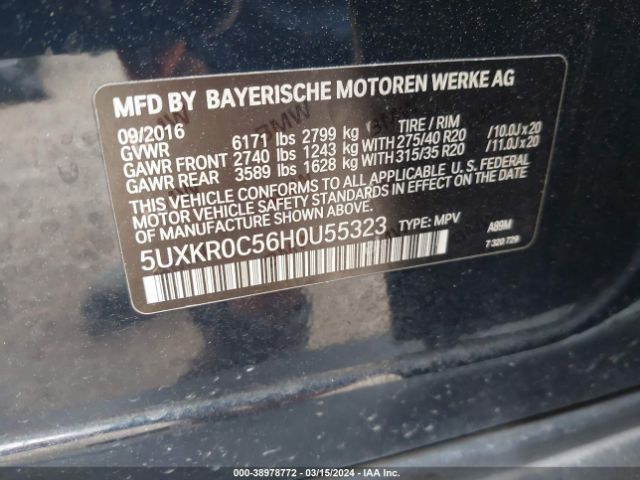 MFD BY BAYERISCHE MOTOREN WERKE AG
09/2016 TIRE / RIM
GVWR 6171 lbs 2799 kg
GAWR FRONT 2740 lbs 1243 kg WITH 275/40 R20 /10.0J x 20
GAWR REAR 3589 lbs 1628 kg WITH 315/35 R20 /11.0J x 20
THIS VEHICLE CONFORMS TO ALL APPLICABLE U.S. FEDERAL
MOTOR VEHICLE SAFETY STANDARDS IN EFFECT ON THE DATE
OF MANUFACTURE SHOWN ABOVE.
5UXKR0C56H0U55323 TYPE: MPV A89M
7 320 729
0-38978772 - 03/15/2024 - IAA Inc.